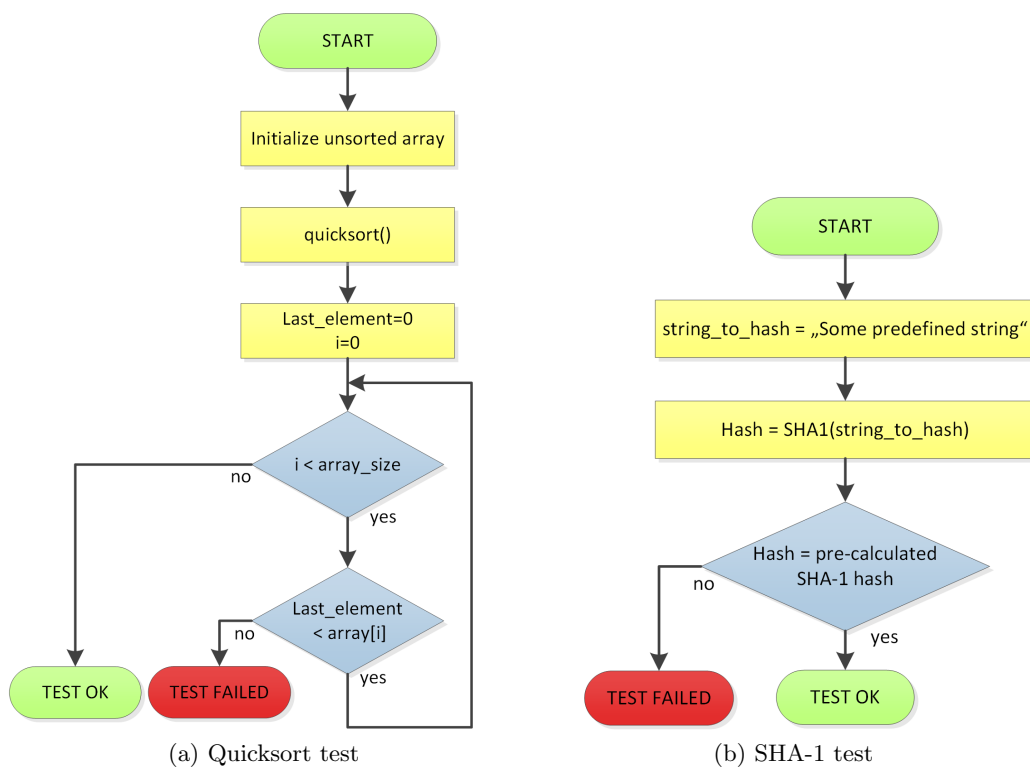 START
Initialize unsorted array
quicksort()
Last_element=0
i=0
i < array_size
no
yes
Last_element
< array[i]
no
yes
TEST OK
TEST FAILED
(a) Quicksort test
START
string_to_hash = „Some predefined string“
Hash = SHA1(string_to_hash)
Hash = pre-calculated
SHA-1 hash
no
yes
TEST FAILED
TEST OK
(b) SHA-1 test